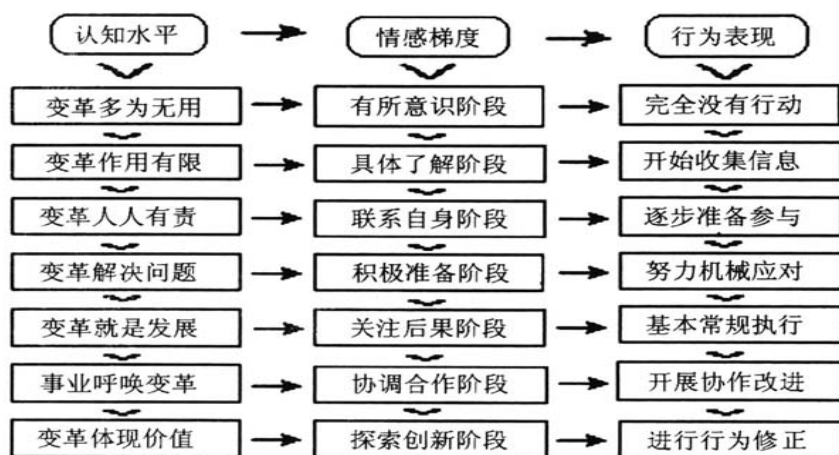 认知水平 情感梯度 行为表现
变革多为无用 有所意识阶段 完全没有行动
变革作用有限 具体了解阶段 开始收集信息
变革人人有责 联系自身阶段 逐步准备参与
变革解决问题 积极准备阶段 努力机械应对
变革就是发展 关注后果阶段 基本常规执行
事业呼唤变革 协调合作阶段 开展协作改进
变革体现价值 探索创新阶段 进行行为修正